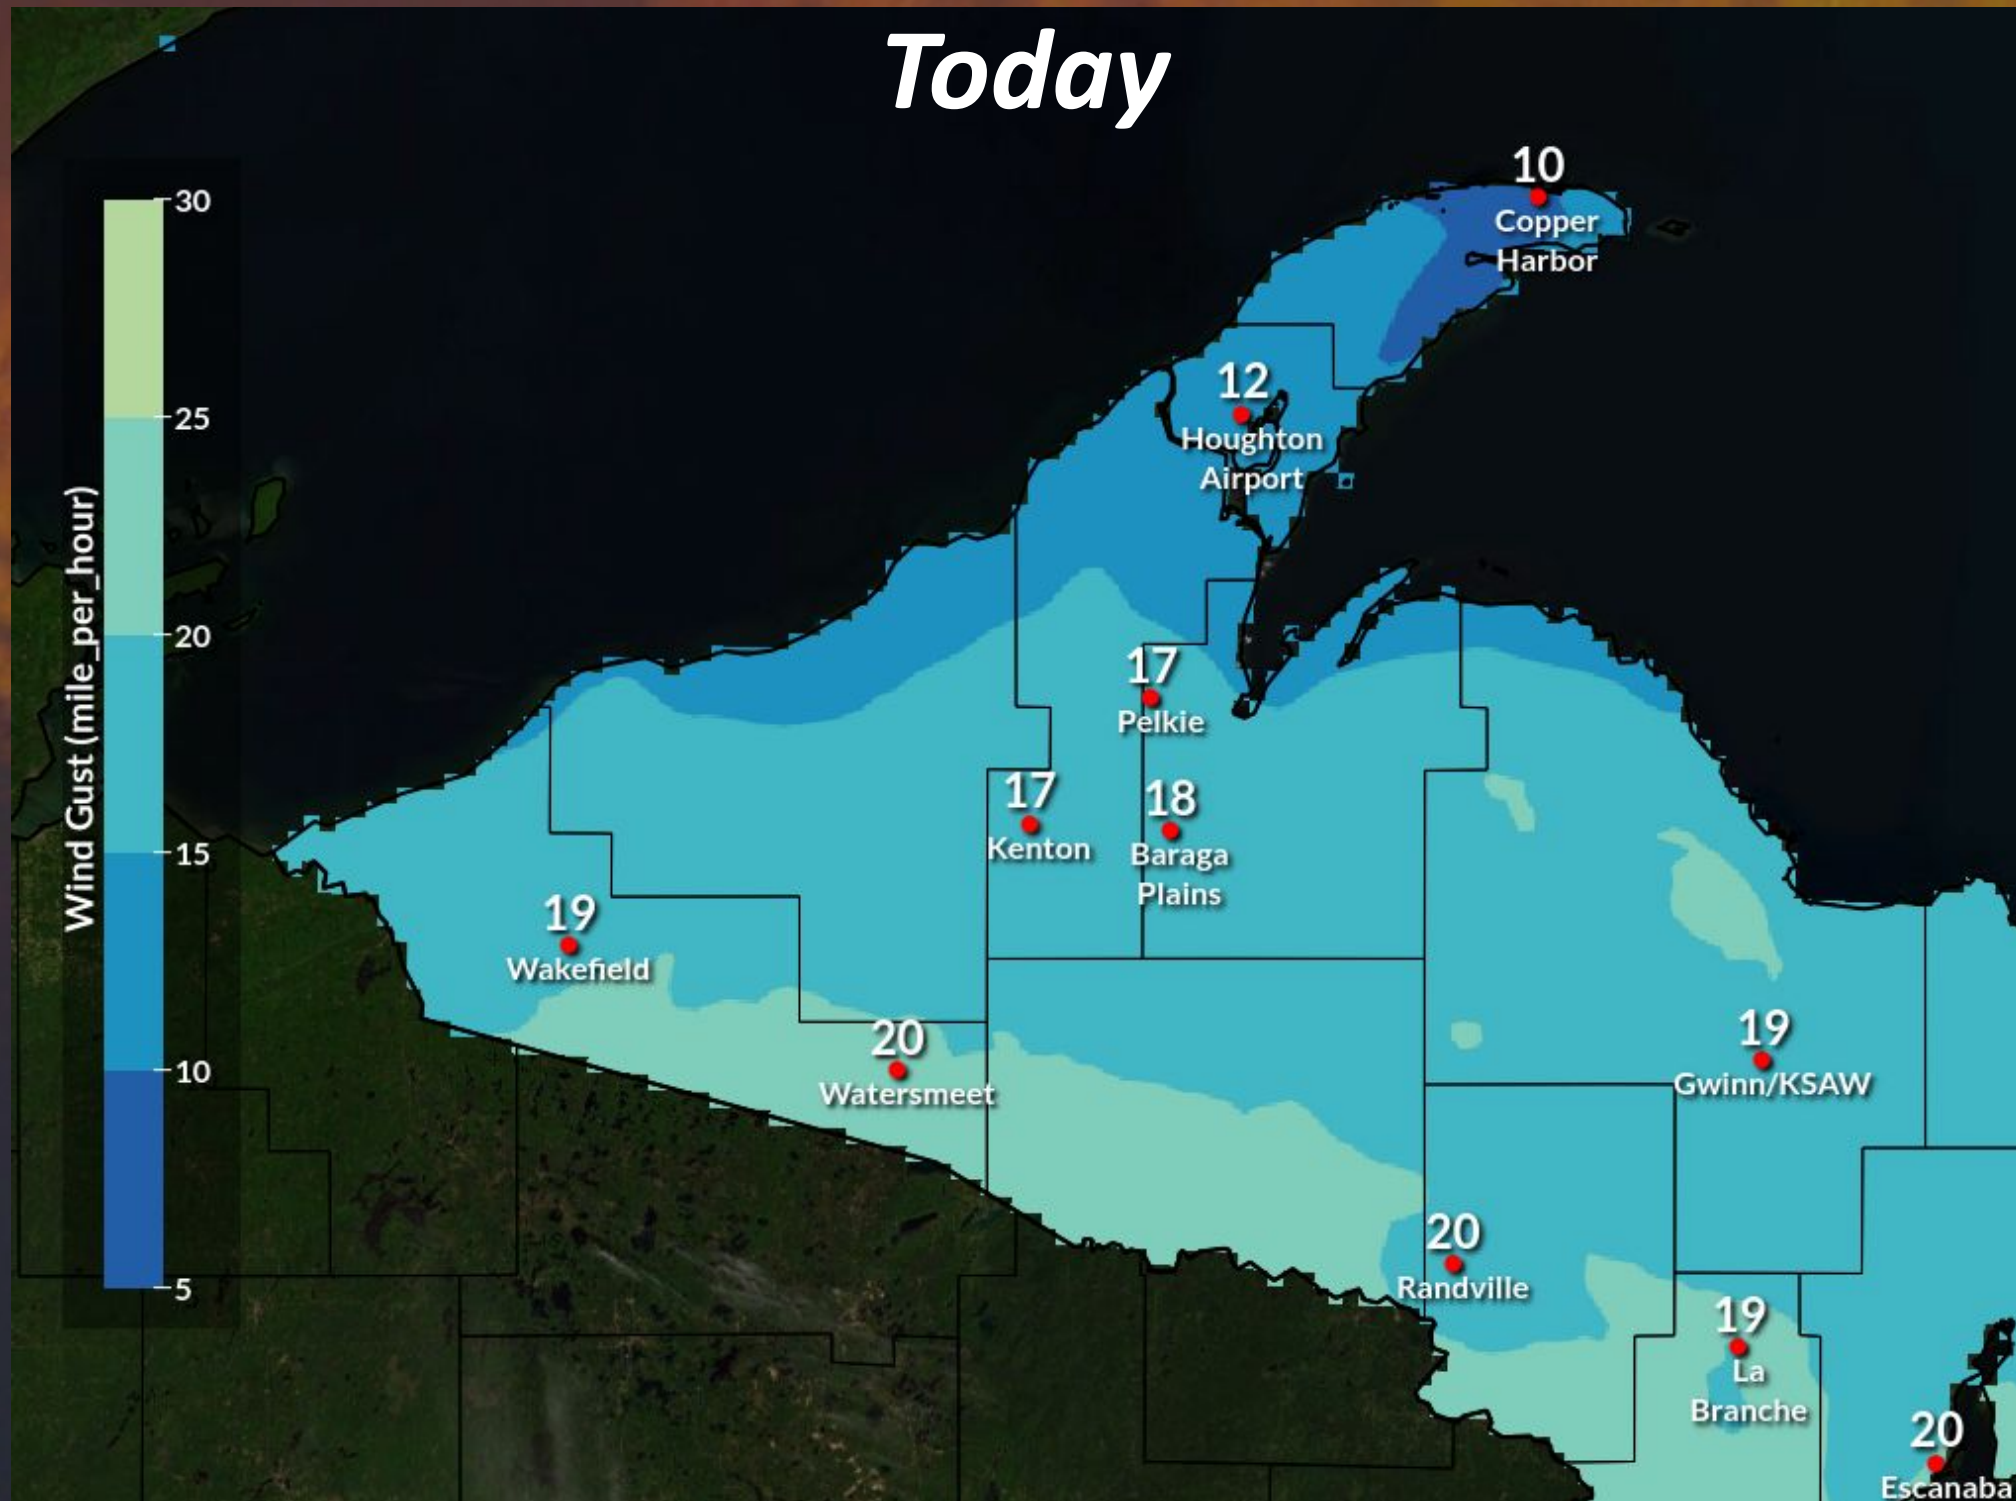 Today
30
25
20
15
10
5
Wind Gust (mile_per_hour)
10
Copper
Harbor
12
Houghton
Airport
17
Pelkie
17
Kenton
18
Baraga
Plains
19
Wakefield
20
Watersmeet
19
Gwinn/KSAW
20
Randville
19
La
Branche
20
Escanaba